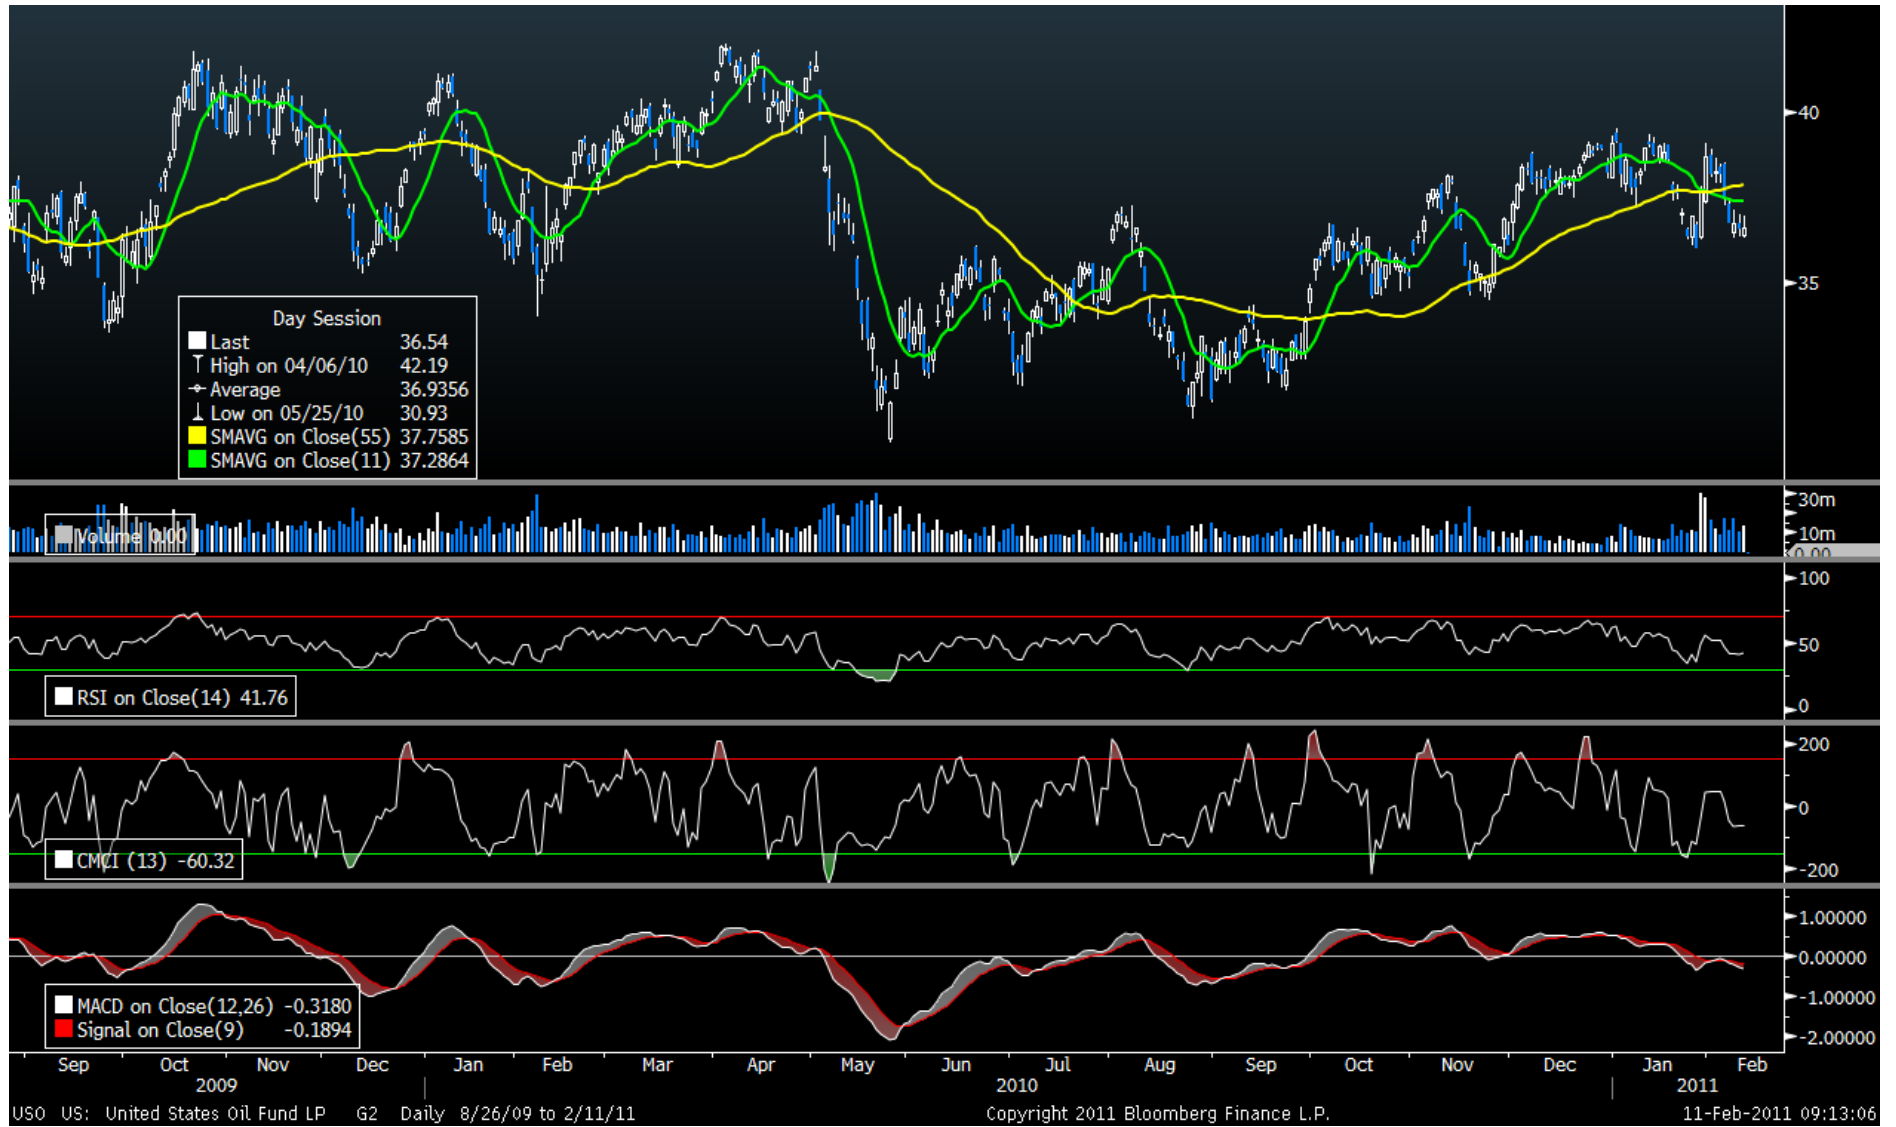 40
35
Day Session
Last 36.54
High on 04/06/10 42.19
Average 36.9356
Low on 05/25/10 30.93
SMAVG on Close(55) 37.7585
SMAVG on Close(11) 37.2864
30m
10m
0.00
Volume 0.00
100
50
0
RSI on Close(14) 41.76
200
0
-200
CMCI (13) -60.32
1.00000
0.00000
-1.00000
-2.00000
MACD on Close(12,26) -0.3180
Signal on Close(9) -0.1894
Sep Oct Nov Dec Jan Feb Mar Apr May Jun Jul Aug Sep Oct Nov Dec Jan Feb
2009 2010 2011
USO US: United States Oil Fund LP G2 Daily 8/26/09 to 2/11/11 Copyright 2011 Bloomberg Finance L.P. 11-Feb-2011 09:13:06